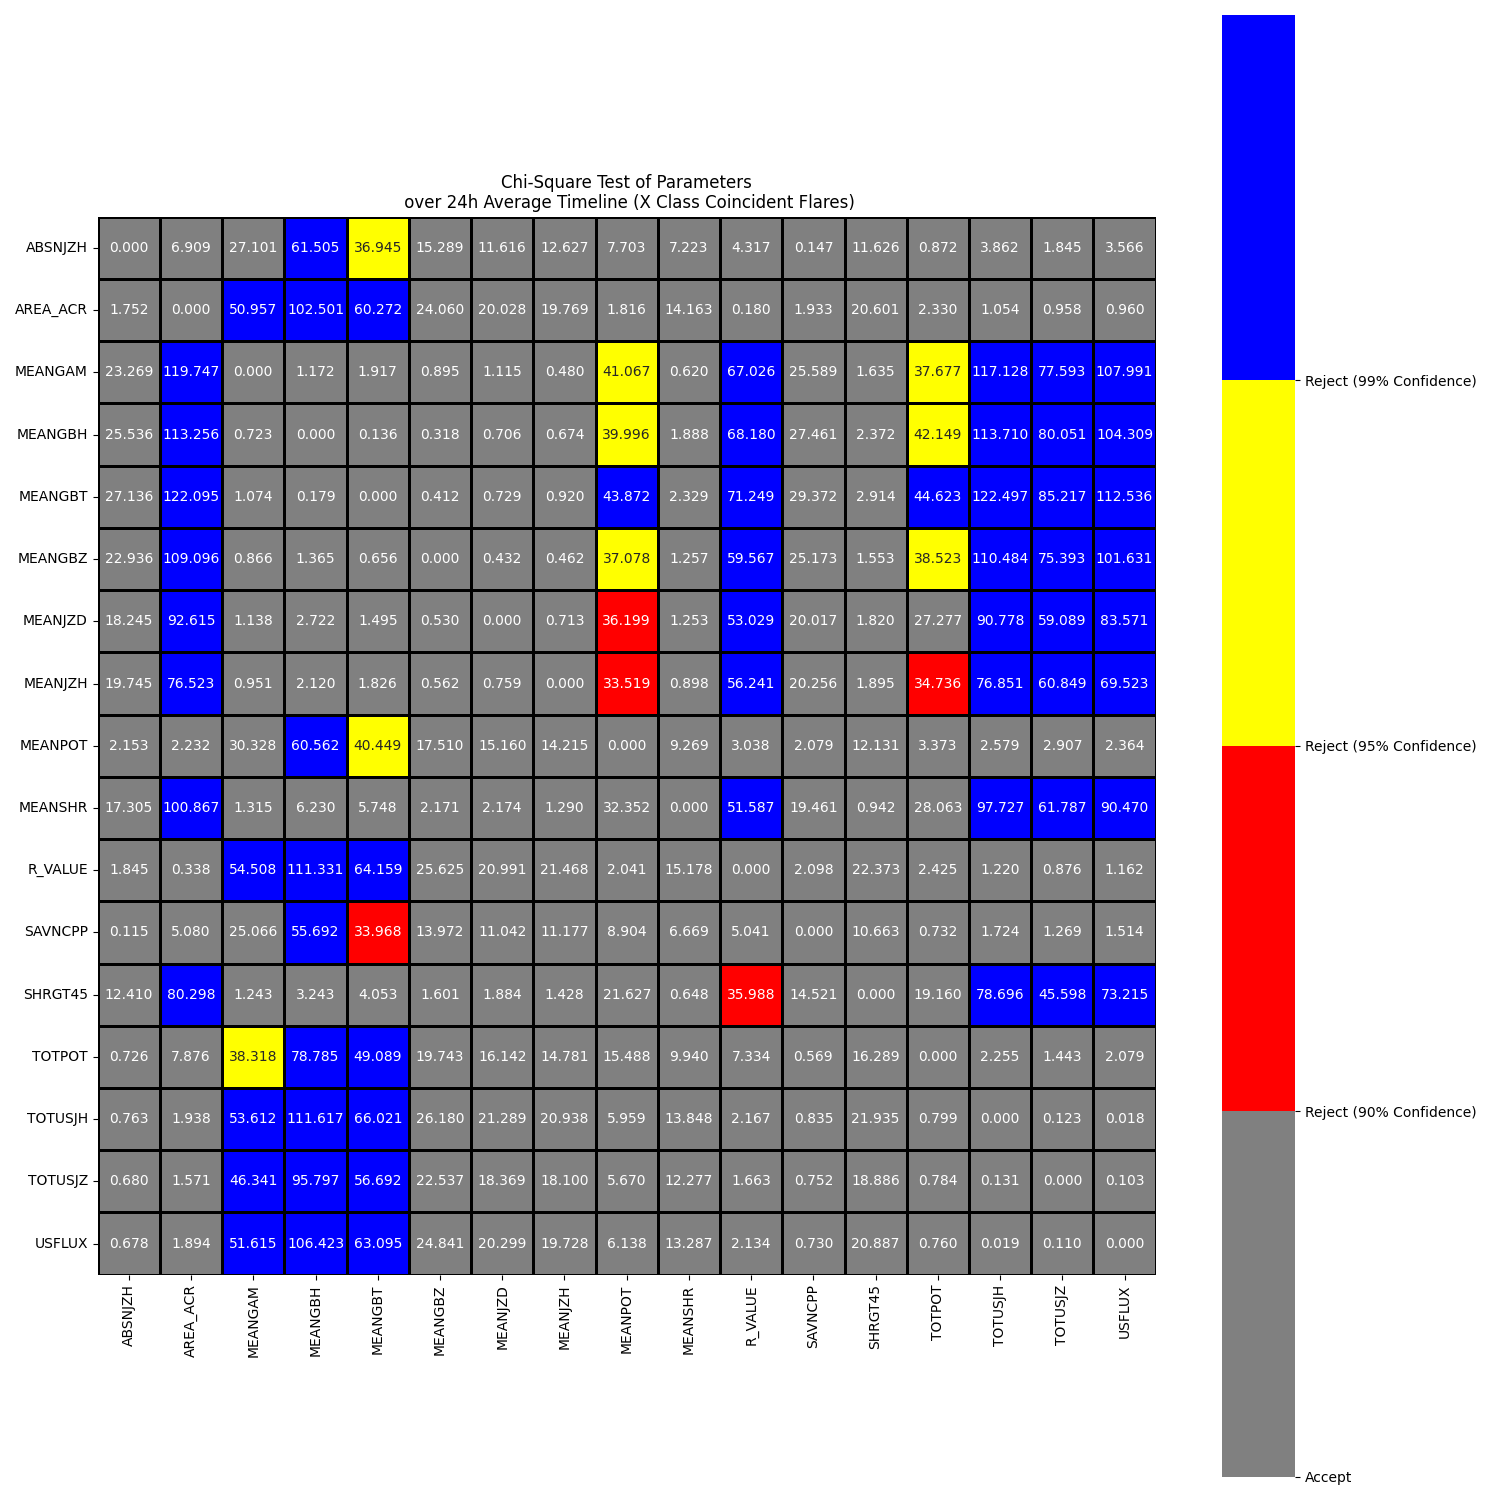 Chi-Square Test of Parameters
over 24h Average Timeline (X Class Coincident Flares)
ABSNJZH 0.000 6.909 27.101 61.505 36.945 15.289 11.616 12.627 7.703 7.223 4.317 0.147 11.626 0.872 3.862 1.845 3.566
AREA_ACR 1.752 0.000 50.957 102.501 60.272 24.060 20.028 19.769 1.816 14.163 0.180 1.933 20.601 2.330 1.054 0.958 0.960
Reject (99% Confidence)
MEANGAM 23.269 119.747 0.000 1.172 1.917 0.895 1.115 0.480 41.067 0.620 67.026 25.589 1.635 37.677 117.128 77.593 107.991
MEANGBH 25.536 113.256 0.723 0.000 0.136 0.318 0.706 0.674 39.996 1.888 68.180 27.461 2.372 42.149 113.710 80.051 104.309
MEANGBT 27.136 122.095 1.074 0.179 0.000 0.412 0.729 0.920 43.872 2.329 71.249 29.372 2.914 44.623 122.497 85.217 112.536
MEANGBZ 22.936 109.096 0.866 1.365 0.656 0.000 0.432 0.462 37.078 1.257 59.567 25.173 1.553 38.523 110.484 75.393 101.631
MEANJZD 18.245 92.615 1.138 2.722 1.495 0.530 0.000 0.713 36.199 1.253 53.029 20.017 1.820 27.277 90.778 59.089 83.571
MEANJZH 19.745 76.523 0.951 2.120 1.826 0.562 0.759 0.000 33.519 0.898 56.241 20.256 1.895 34.736 76.851 60.849 69.523
MEANPOT 2.153 2.232 30.328 60.562 40.449 17.510 15.160 14.215 0.000 9.269 3.038 2.079 12.131 3.373 2.579 2.907 2.364
Reject (95% Confidence)
MEANSHR 17.305 100.867 1.315 6.230 5.748 2.171 2.174 1.290 32.352 0.000 51.587 19.461 0.942 28.063 97.727 61.787 90.470
R_VALUE 1.845 0.338 54.508 111.331 64.159 25.625 20.991 21.468 2.041 15.178 0.000 2.098 22.373 2.425 1.220 0.876 1.162
SAVNCPP 0.115 5.080 25.066 55.692 33.968 13.972 11.042 11.177 8.904 6.669 5.041 0.000 10.663 0.732 1.724 1.269 1.514
SHRGT45 12.410 80.298 1.243 3.243 4.053 1.601 1.884 1.428 21.627 0.648 35.988 14.521 0.000 19.160 78.696 45.598 73.215
TOTPOT 0.726 7.876 38.318 78.785 49.089 19.743 16.142 14.781 15.488 9.940 7.334 0.569 16.289 0.000 2.255 1.443 2.079
TOTUSJH 0.763 1.938 53.612 111.617 66.021 26.180 21.289 20.938 5.959 13.848 2.167 0.835 21.935 0.799 0.000 0.123 0.018
Reject (90% Confidence)
TOTUSJZ 0.680 1.571 46.341 95.797 56.692 22.537 18.369 18.100 5.670 12.277 1.663 0.752 18.886 0.784 0.131 0.000 0.103
USFLUX 0.678 1.894 51.615 106.423 63.095 24.841 20.299 19.728 6.138 13.287 2.134 0.730 20.887 0.760 0.019 0.110 0.000
ABSNJZH AREA_ACR MEANGAM MEANGBH MEANGBT MEANGBZ MEANJZD MEANJZH MEANPOT MEANSHR R_VALUE SAVNCPP SHRGT45 TOTPOT TOTUSJH TOTUSJZ USFLUX
Accept